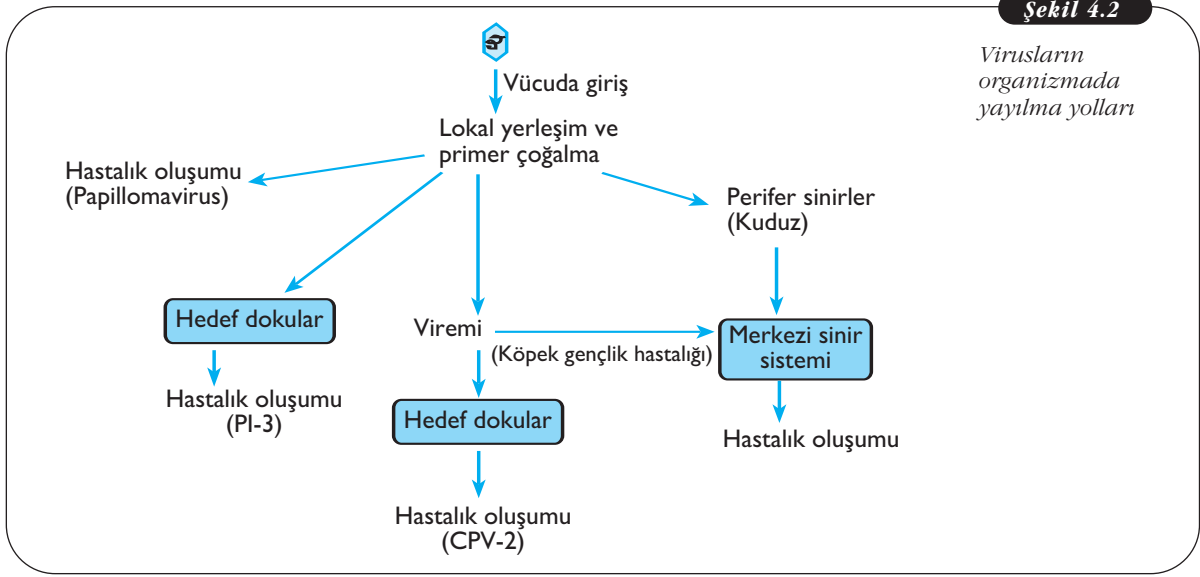 Şekil 4.2
Virusların
organizmada
yayılma yolları
Vücuda giriş
Lokal yerleşim ve
primer çoğalma
Hastalık oluşumu
(Papillomavirus)
Perifer sinirler
(Kuduz)
Hedef dokular
Viremi
(Köpek gençlik hastalığı)
Merkezi sinir
sistemi
Hastalık oluşumu
(PI-3)
Hedef dokular
Hastalık oluşumu
Hastalık oluşumu
(CPV-2)